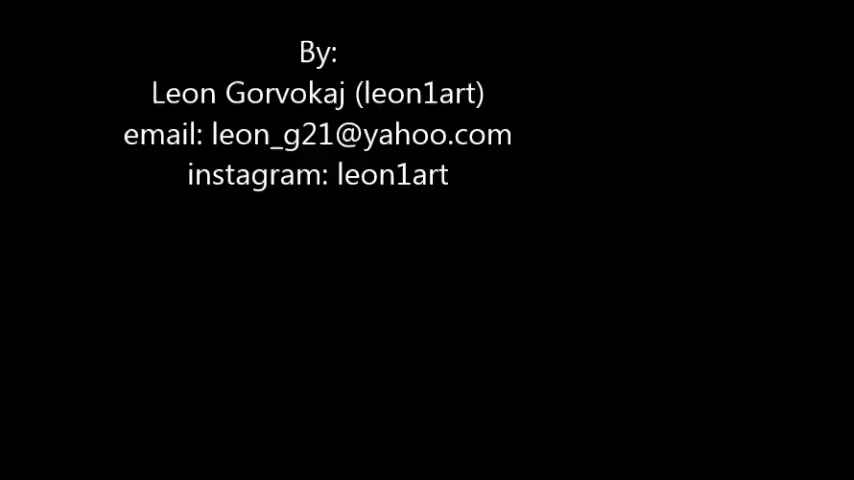 By:
Leon Gorvokaj (leon1art)
email: leon_g21@yahoo.com
instagram: leon1art